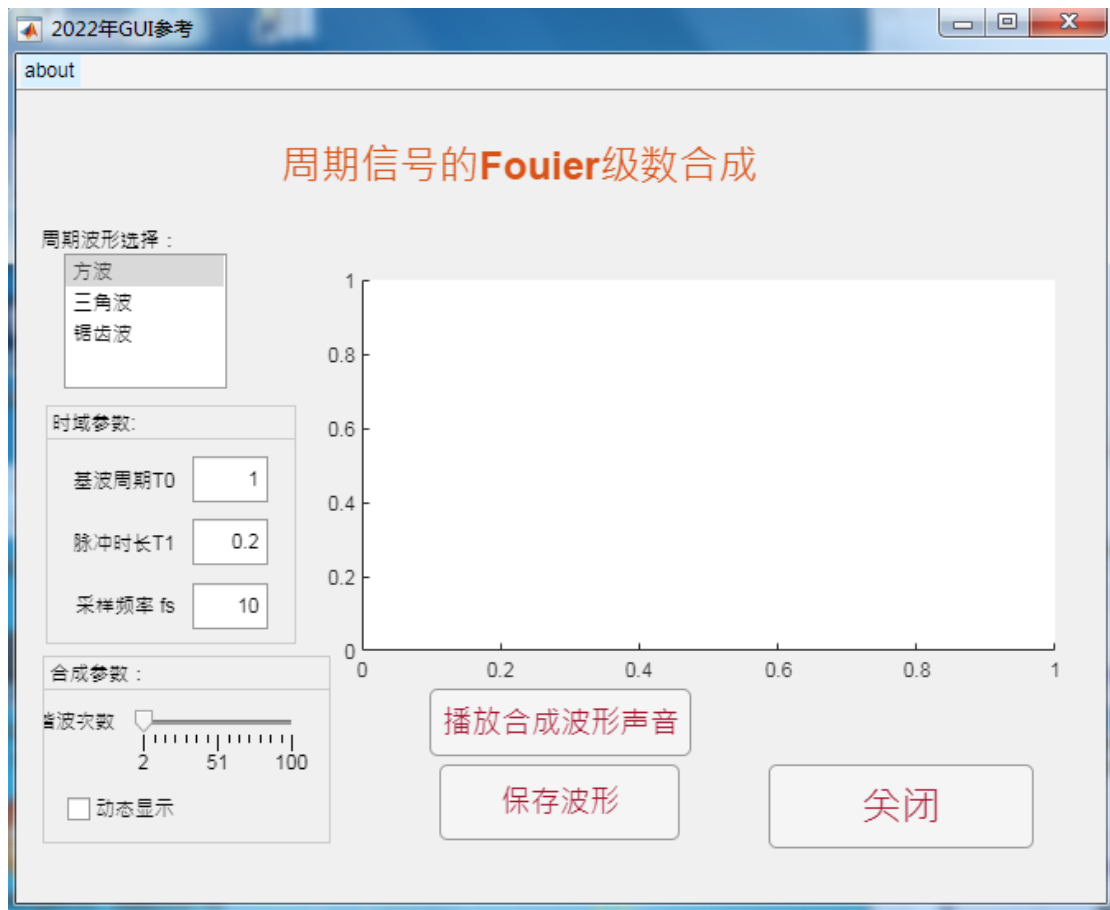 2022年GUI参考
about
周期信号的Fouier级数合成
周期波形选择：
方波
三角波
锯齿波
时域参数:
基波周期T0 1
脉冲时长T1 0.2
采样频率 fs 10
合成参数：
波次数
2 51 100
动态显示
1
0.8
0.6
0.4
0.2
0
0 0.2 0.4 0.6 0.8 1
播放合成波形声音
保存波形
关闭